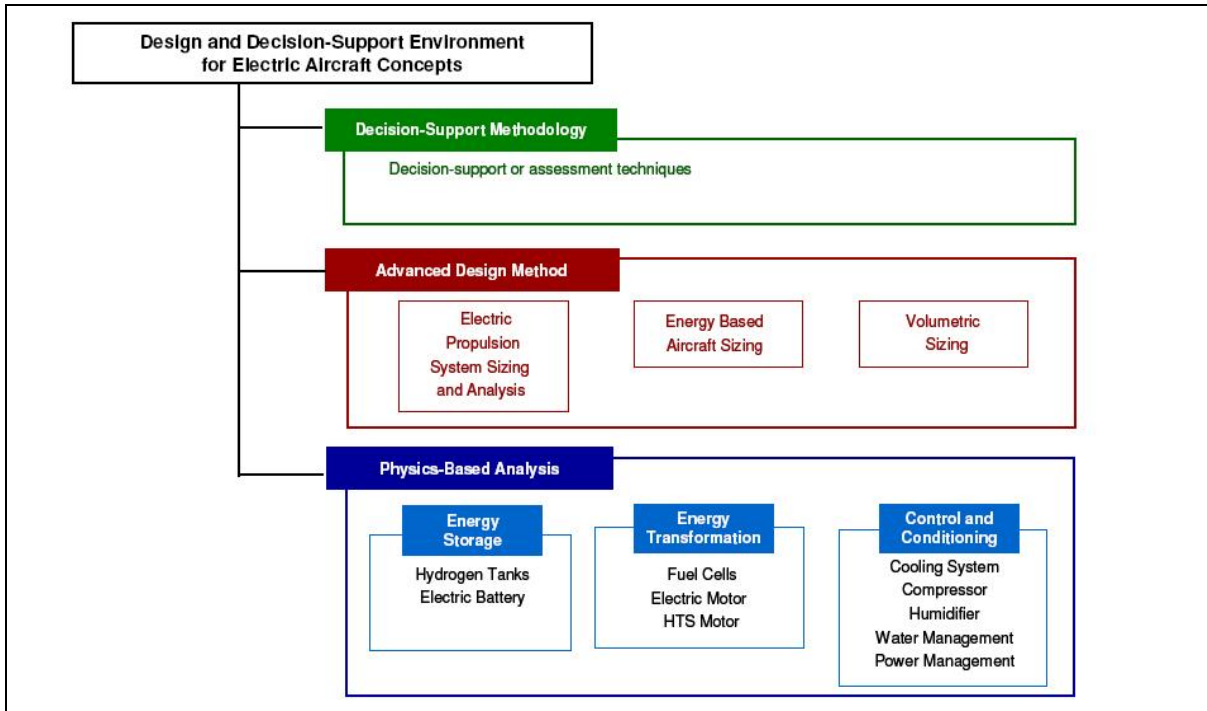 Design and Decision-Support Environment
for Electric Aircraft Concepts
Decision-Support Methodology
Decision-support or assessment techniques
Advanced Design Method
Electric
Propulsion
System Sizing
and Analysis
Energy Based
Aircraft Sizing
Volumetric
Sizing
Physics-Based Analysis
Energy
Storage
Hydrogen Tanks
Electric Battery
Energy
Transformation
Fuel Cells
Electric Motor
HTS Motor
Control and
Conditioning
Cooling System
Compressor
Humidifier
Water Management
Power Management